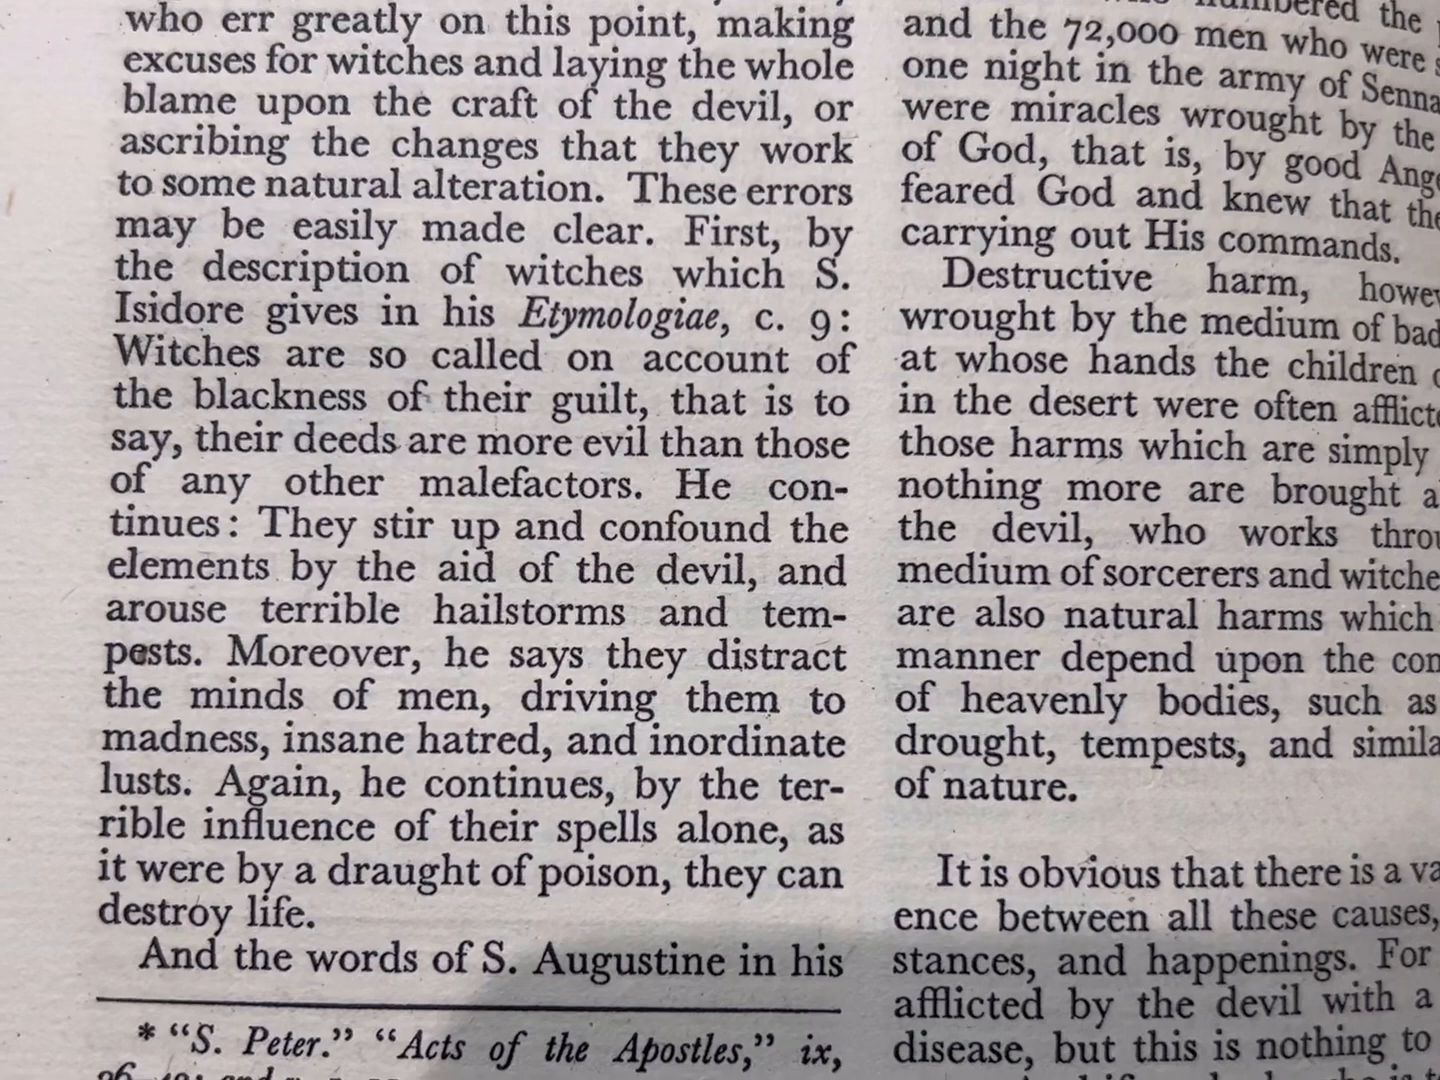 who err greatly on this point, making
excuses for witches and laying the whole
blame upon the craft of the devil, or
ascribing the changes that they work
to some natural alteration. These errors
may be easily made clear. First, by
the description of witches which S.
Isidore gives in his Etymologiae, c. 9:
Witches are so called on account of
the blackness of their guilt, that is to
say, their deeds are more evil than those
of any other malefactors. He con-
tinues: They stir up and confound the
elements by the aid of the devil, and
arouse terrible hailstorms and tem-
pests. Moreover, he says they distract
the minds of men, driving them to
madness, insane hatred, and inordinate
lusts. Again, he continues, by the ter-
rible influence of their spells alone, as
it were by a draught of poison, they can
destroy life.
And the words of S. Augustine in his
* "S. Peter." "Acts of the Apostles," ix,
the
and the 72,000 men who were
one night in the army of
were miracles wrought by the
of God, that is, by good
feared God and knew that
carrying out His commands.
Destructive harm,
wrought by the medium of bad
at whose hands the children
in the desert were often
those harms which are simply
nothing more are brought
the devil, who works
medium of sorcerers and
are also natural harms which
manner depend upon the
of heavenly bodies, such as
drought, tempests, and
of nature.
It is obvious that there is a
ence between all these causes,
stances, and happenings. For
afflicted by the devil with a
disease, but this is nothing to